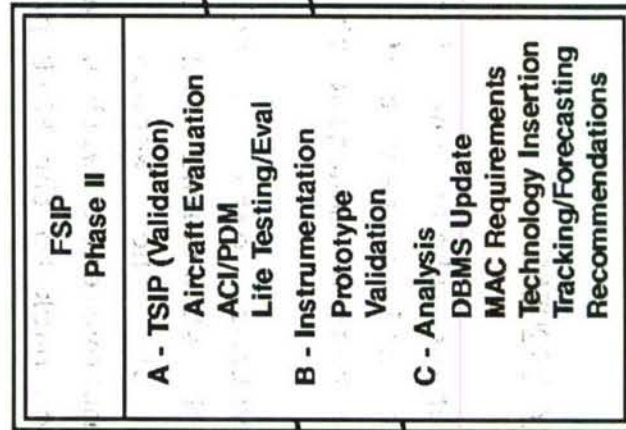 FSIP
Phase II
A - TSIP (Validation)
Aircraft Evaluation
ACI/PDM
Life Testing/Eval
B - Instrumentation
Prototype
Validation
C - Analysis
DBMS Update
MAC Requirements
Technology Insertion
Tracking/Forecasting
Recommendations